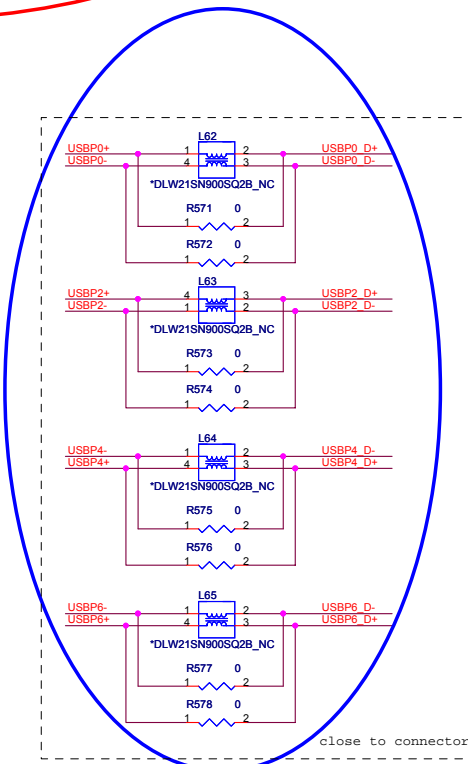 L62
USBP0+ 1 2 USBP0_D+
USBP0- 4 3 USBP0_D-
*DLW21SN900SQ2B_NC
R571 0
1 2
R572 0
1 2
L63
USBP2+ 4 3 USBP2_D+
USBP2- 1 2 USBP2_D-
*DLW21SN900SQ2B_NC
R573 0
1 2
R574 0
1 2
L64
USBP4- 1 2 USBP4_D-
USBP4+ 4 3 USBP4_D+
*DLW21SN900SQ2B_NC
R575 0
1 2
R576 0
1 2
L65
USBP6- 1 2 USBP6_D-
USBP6+ 4 3 USBP6_D+
*DLW21SN900SQ2B_NC
R577 0
1 2
R578 0
1 2
close to connector